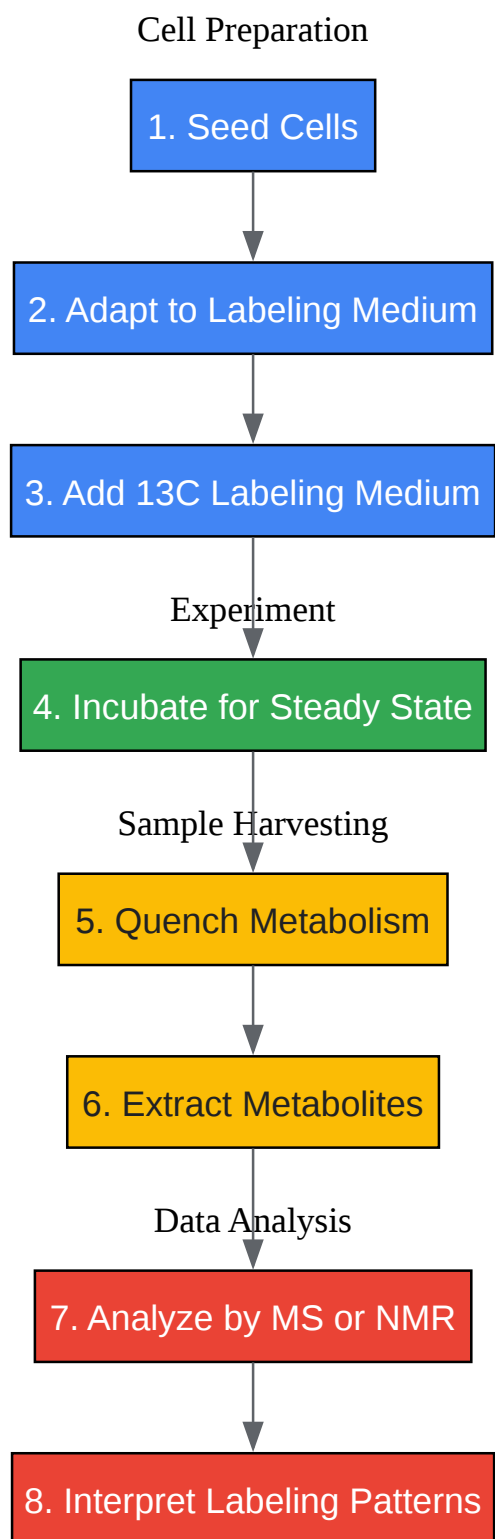 Cell Preparation
1. Seed Cells
2. Adapt to Labeling Medium
3. Add 13C Labeling Medium
Experiment
4. Incubate for Steady State
Sample Harvesting
5. Quench Metabolism
6. Extract Metabolites
Data Analysis
7. Analyze by MS or NMR
8. Interpret Labeling Patterns